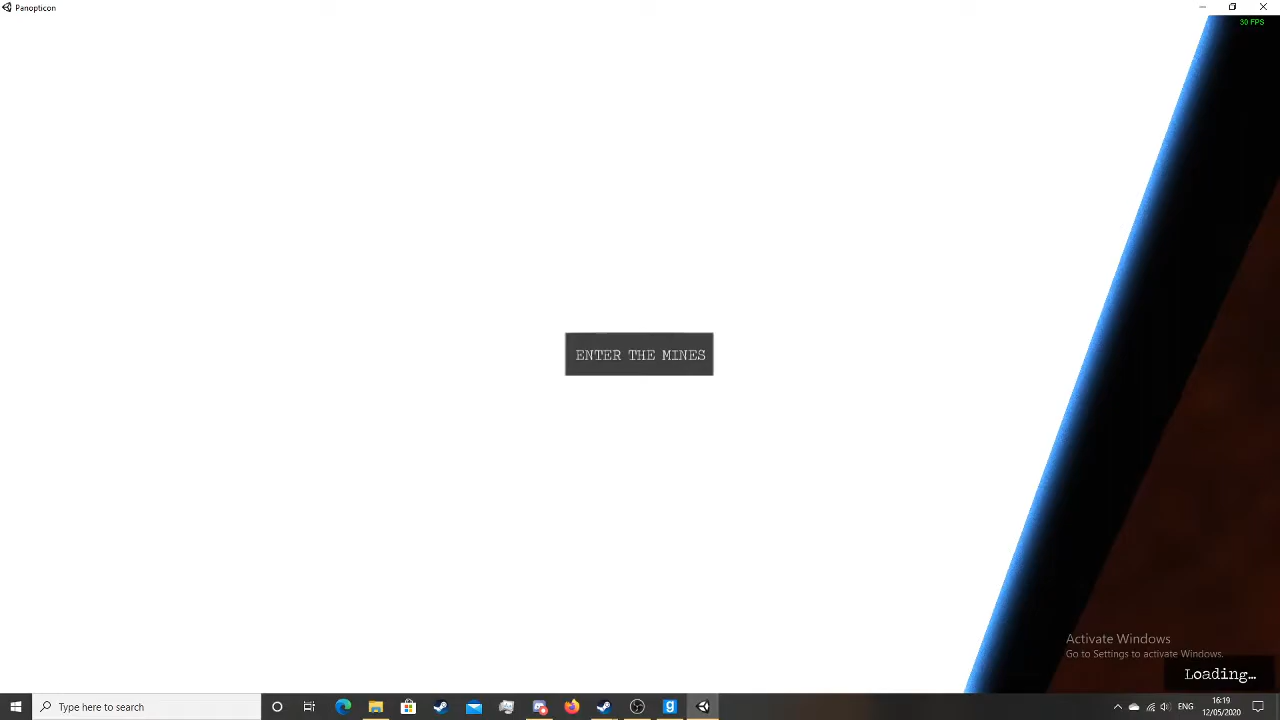 Panopticon
30 FPS
ENTER THE MINES
Activate Windows
Go to Settings to activate Windows.
Loading...
Type here to search
ENG
16:19
12/05/2020